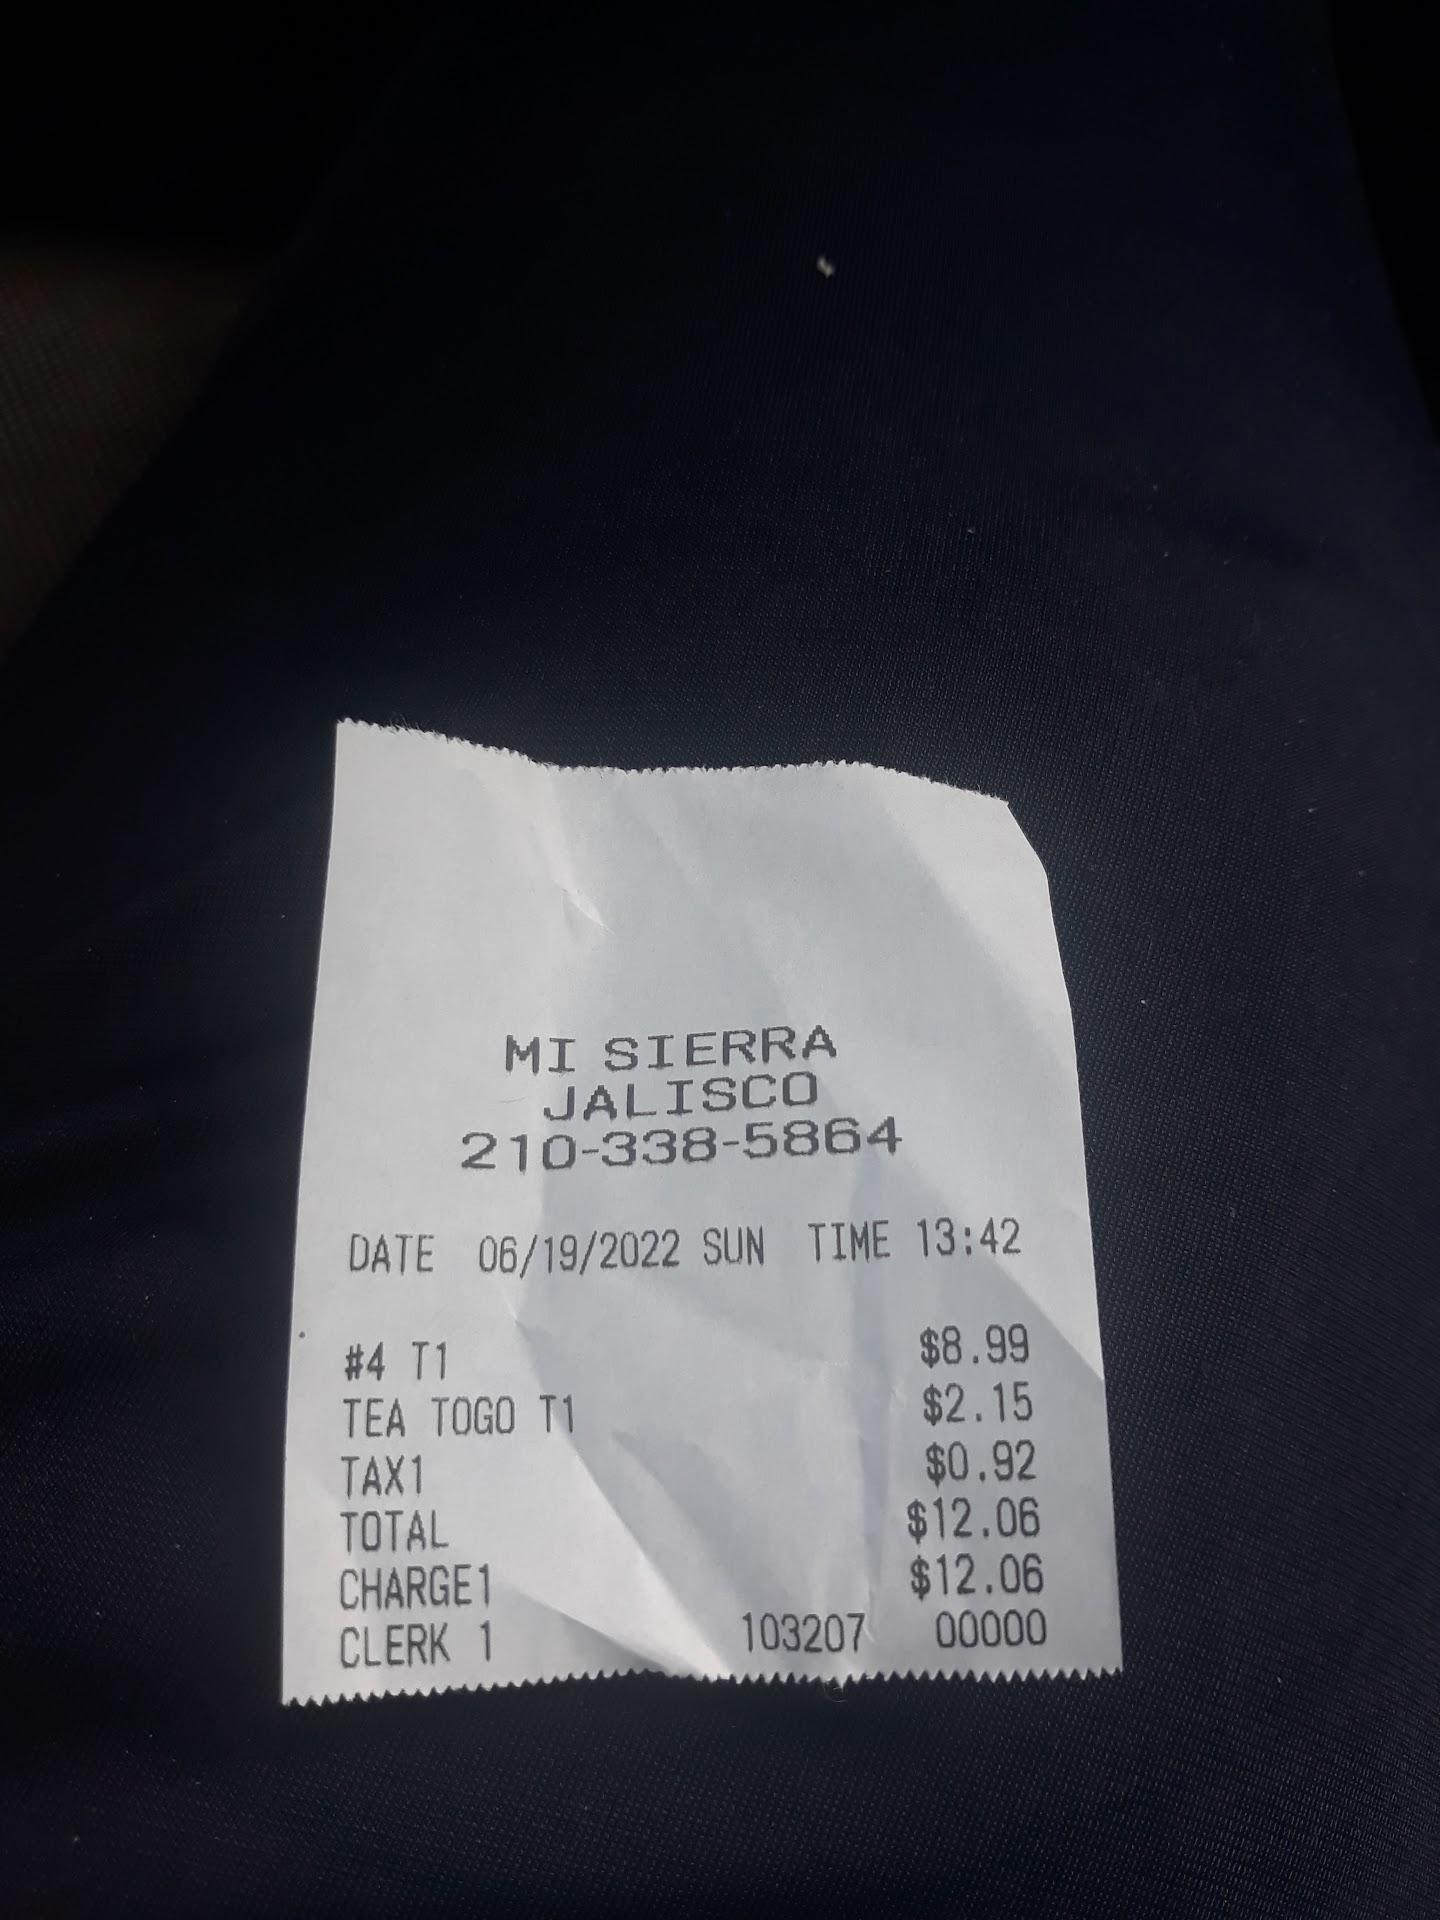 MI SIERRA
JALISCO
210-338-5864
DATE 06/19/2022 SUN TIME 13:42
#4 T1 $8.99
TEA TOGO T1 $2.15
TAX1 $0.92
TOTAL $12.06
CHARGE1 $12.06
CLERK 1 103207 00000